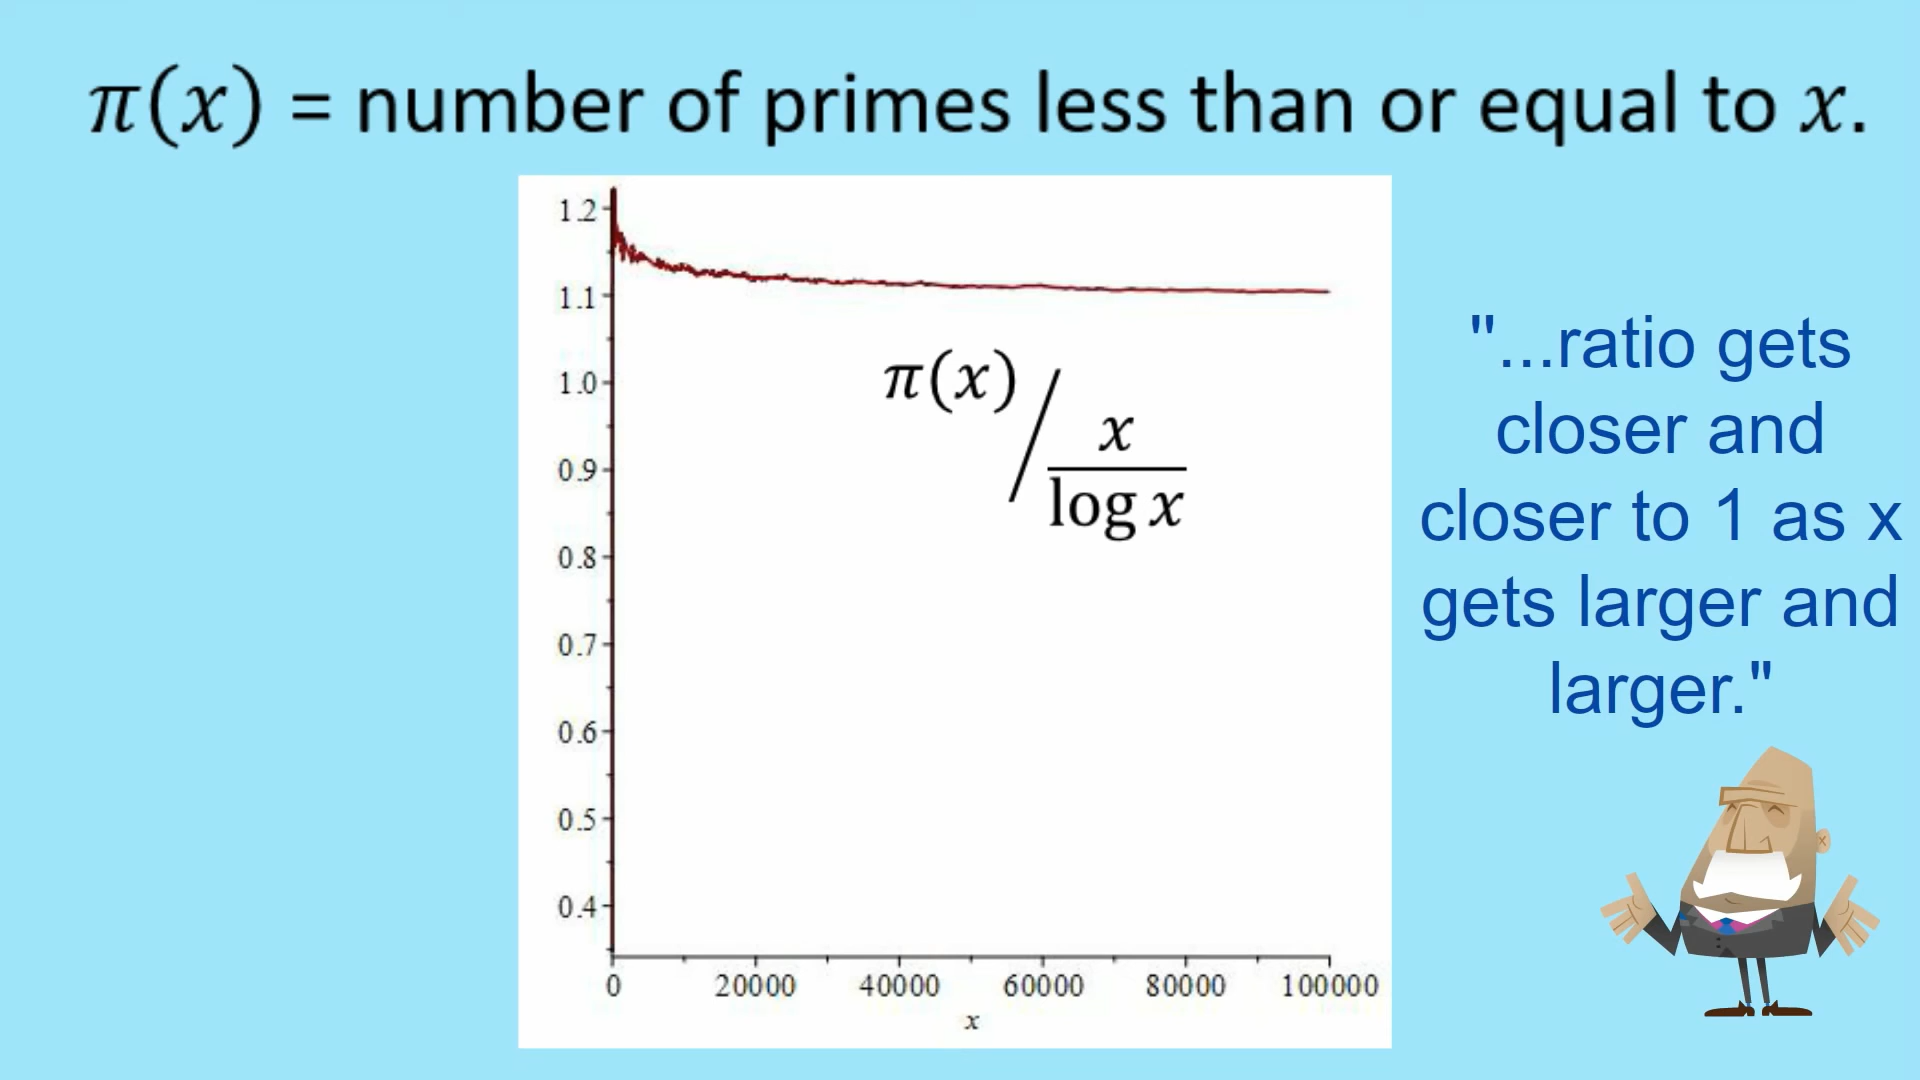 π(x) = number of primes less than or equal to x.
1.2
1.1
1.0
0.9
0.8
0.7
0.6
0.5
0.4
0 20000 40000 60000 80000 100000
x
π(x) / x
log x
"...ratio gets
closer and
closer to 1 as x
gets larger and
larger."